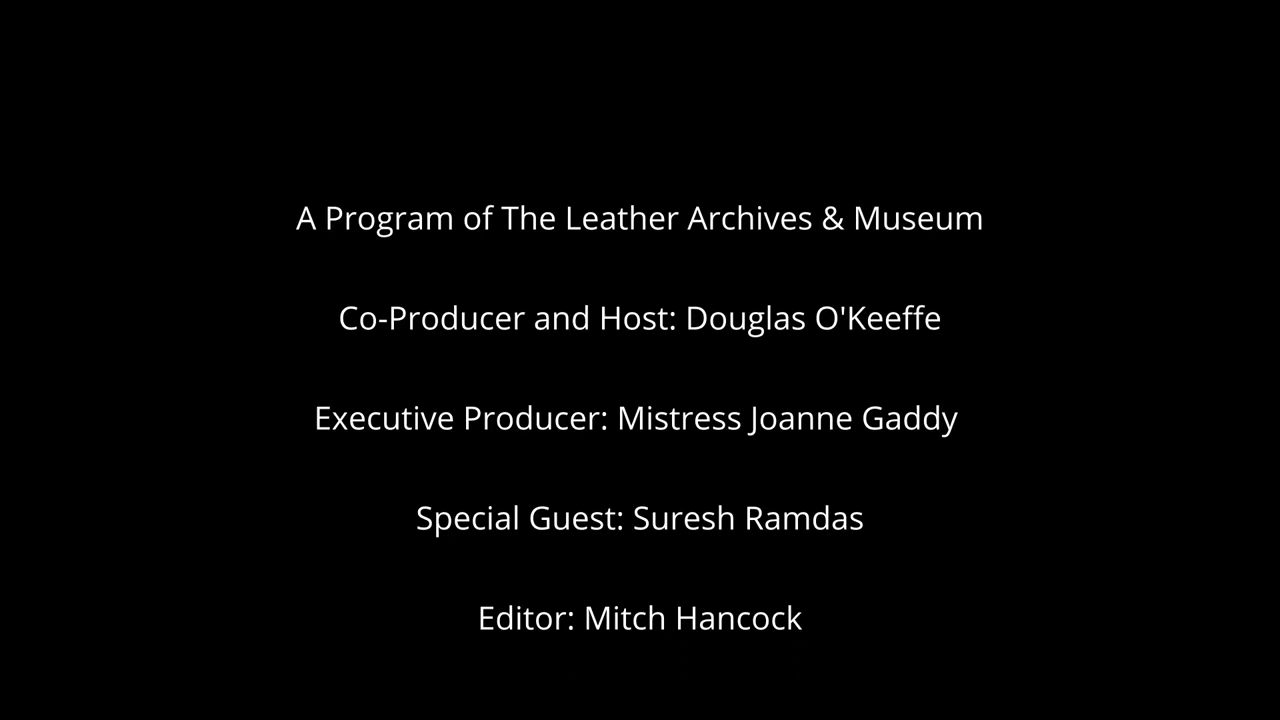 A Program of The Leather Archives & Museum
Co-Producer and Host: Douglas O'Keeffe
Executive Producer: Mistress Joanne Gaddy
Special Guest: Suresh Ramdas
Editor: Mitch Hancock